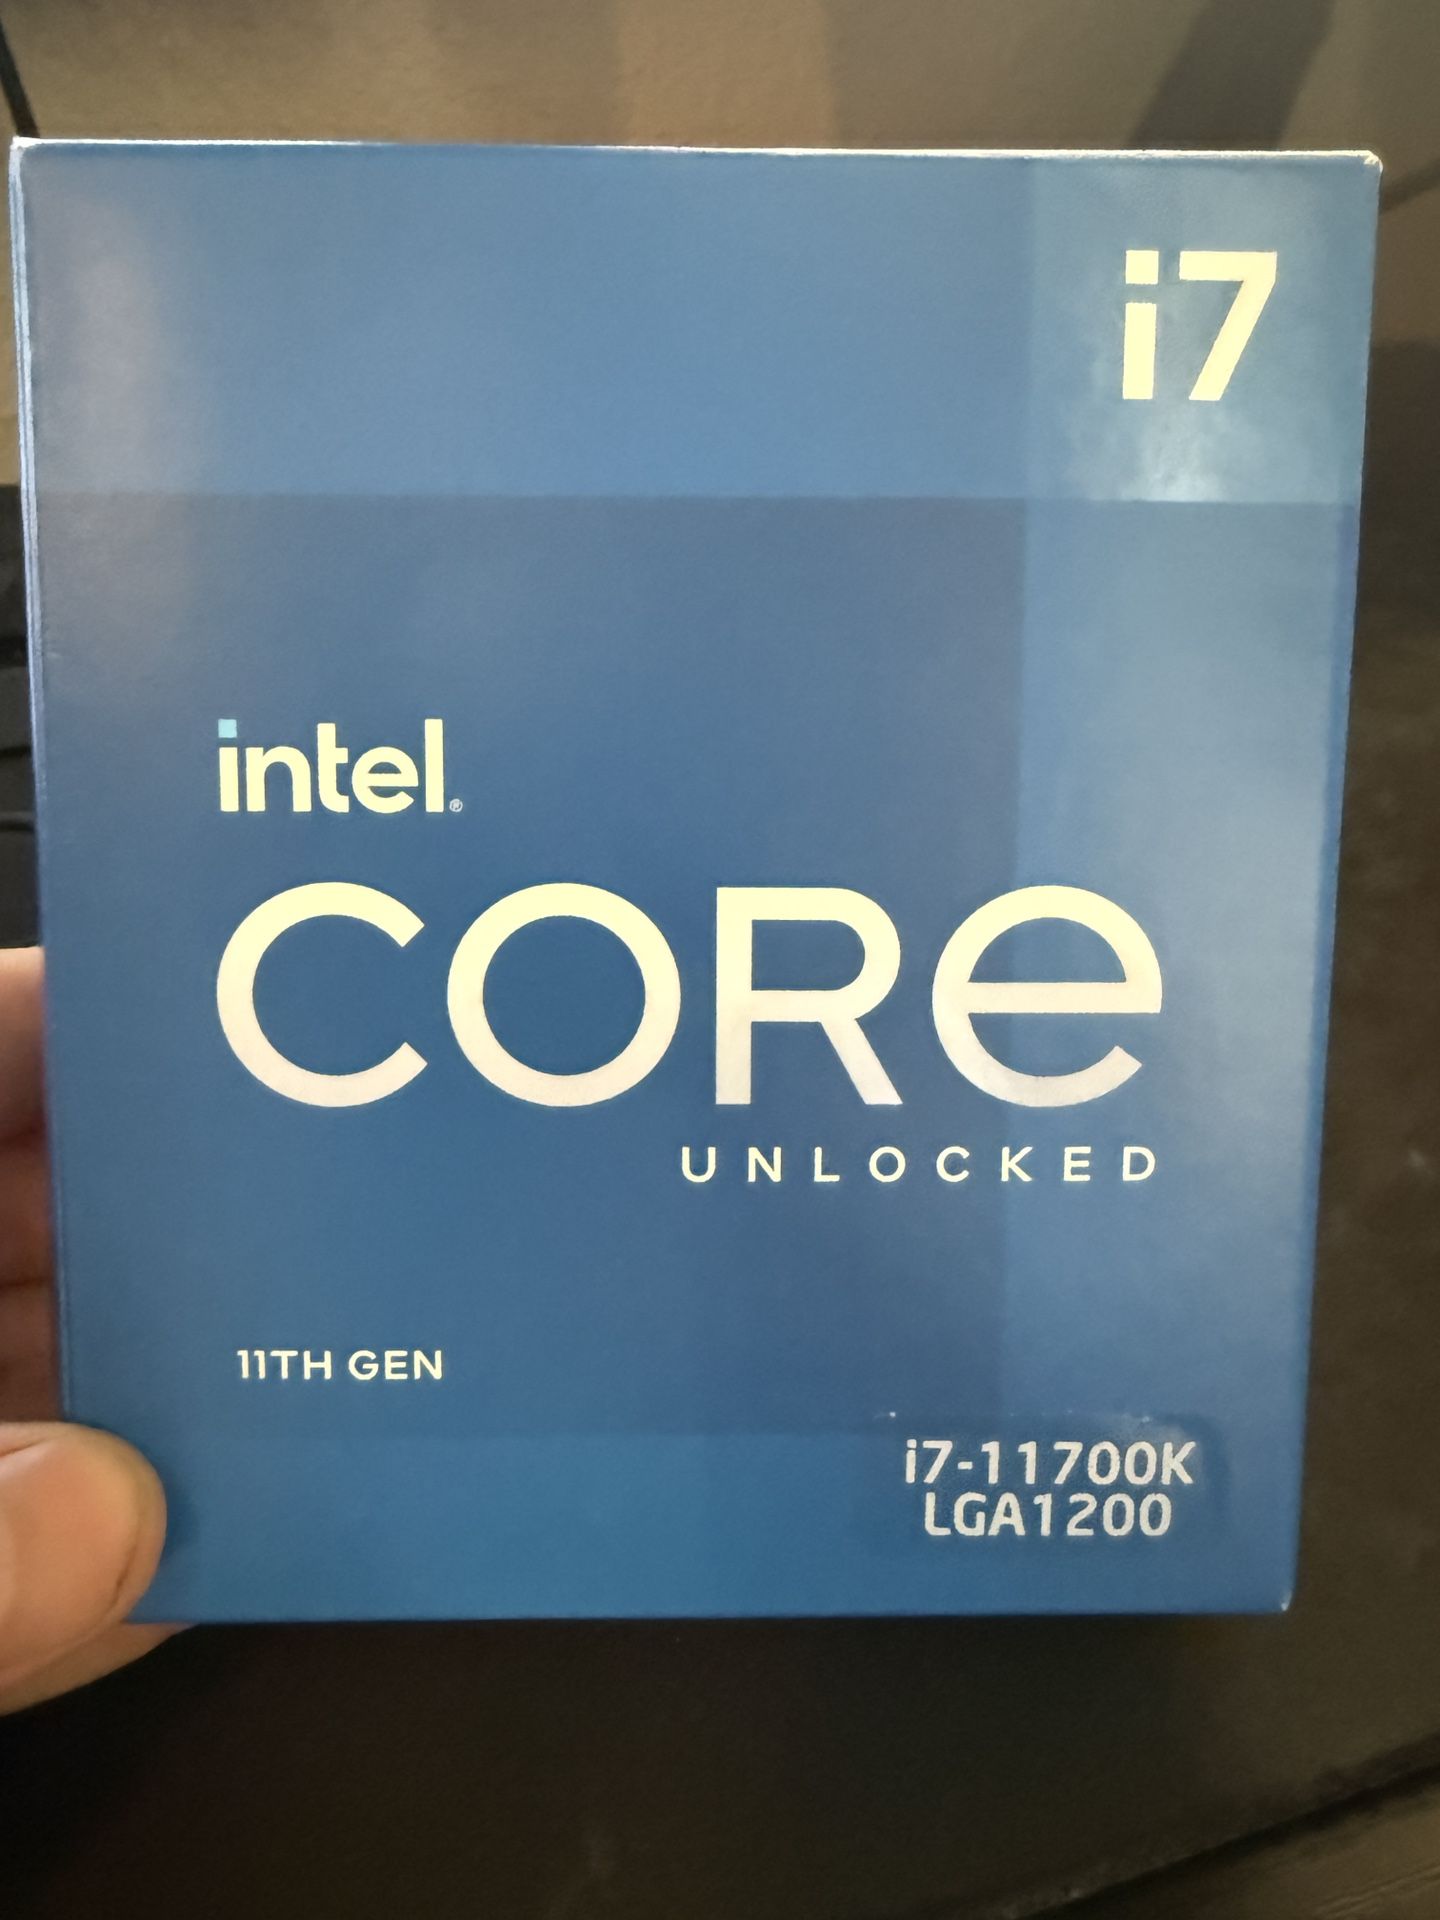 i7
intel®
CORE
UNLOCKED
11TH GEN
i7-11700K
LGA1200